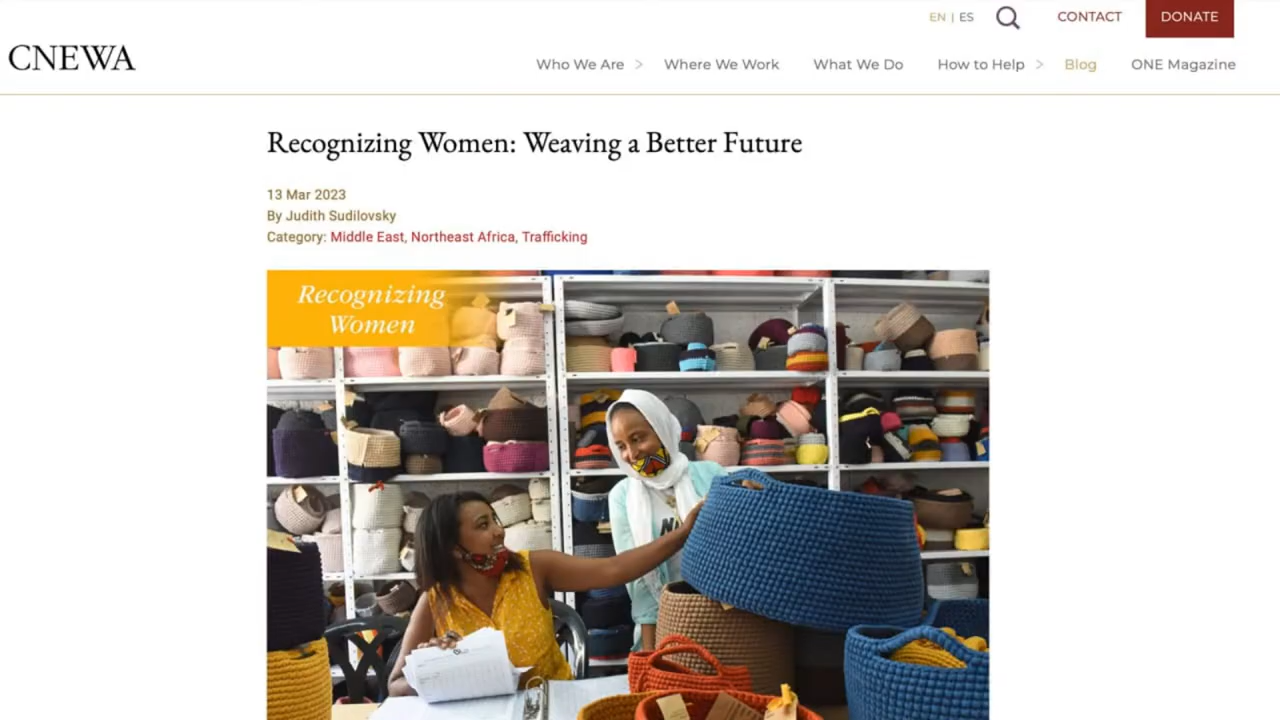 EN | ES
CONTACT
DONATE
CNEWA
Who We Are > Where We Work What We Do How to Help > Blog ONE Magazine
Recognizing Women: Weaving a Better Future
13 Mar 2023
By Judith Sudilovsky
Category: Middle East, Northeast Africa, Trafficking
Recognizing
Women